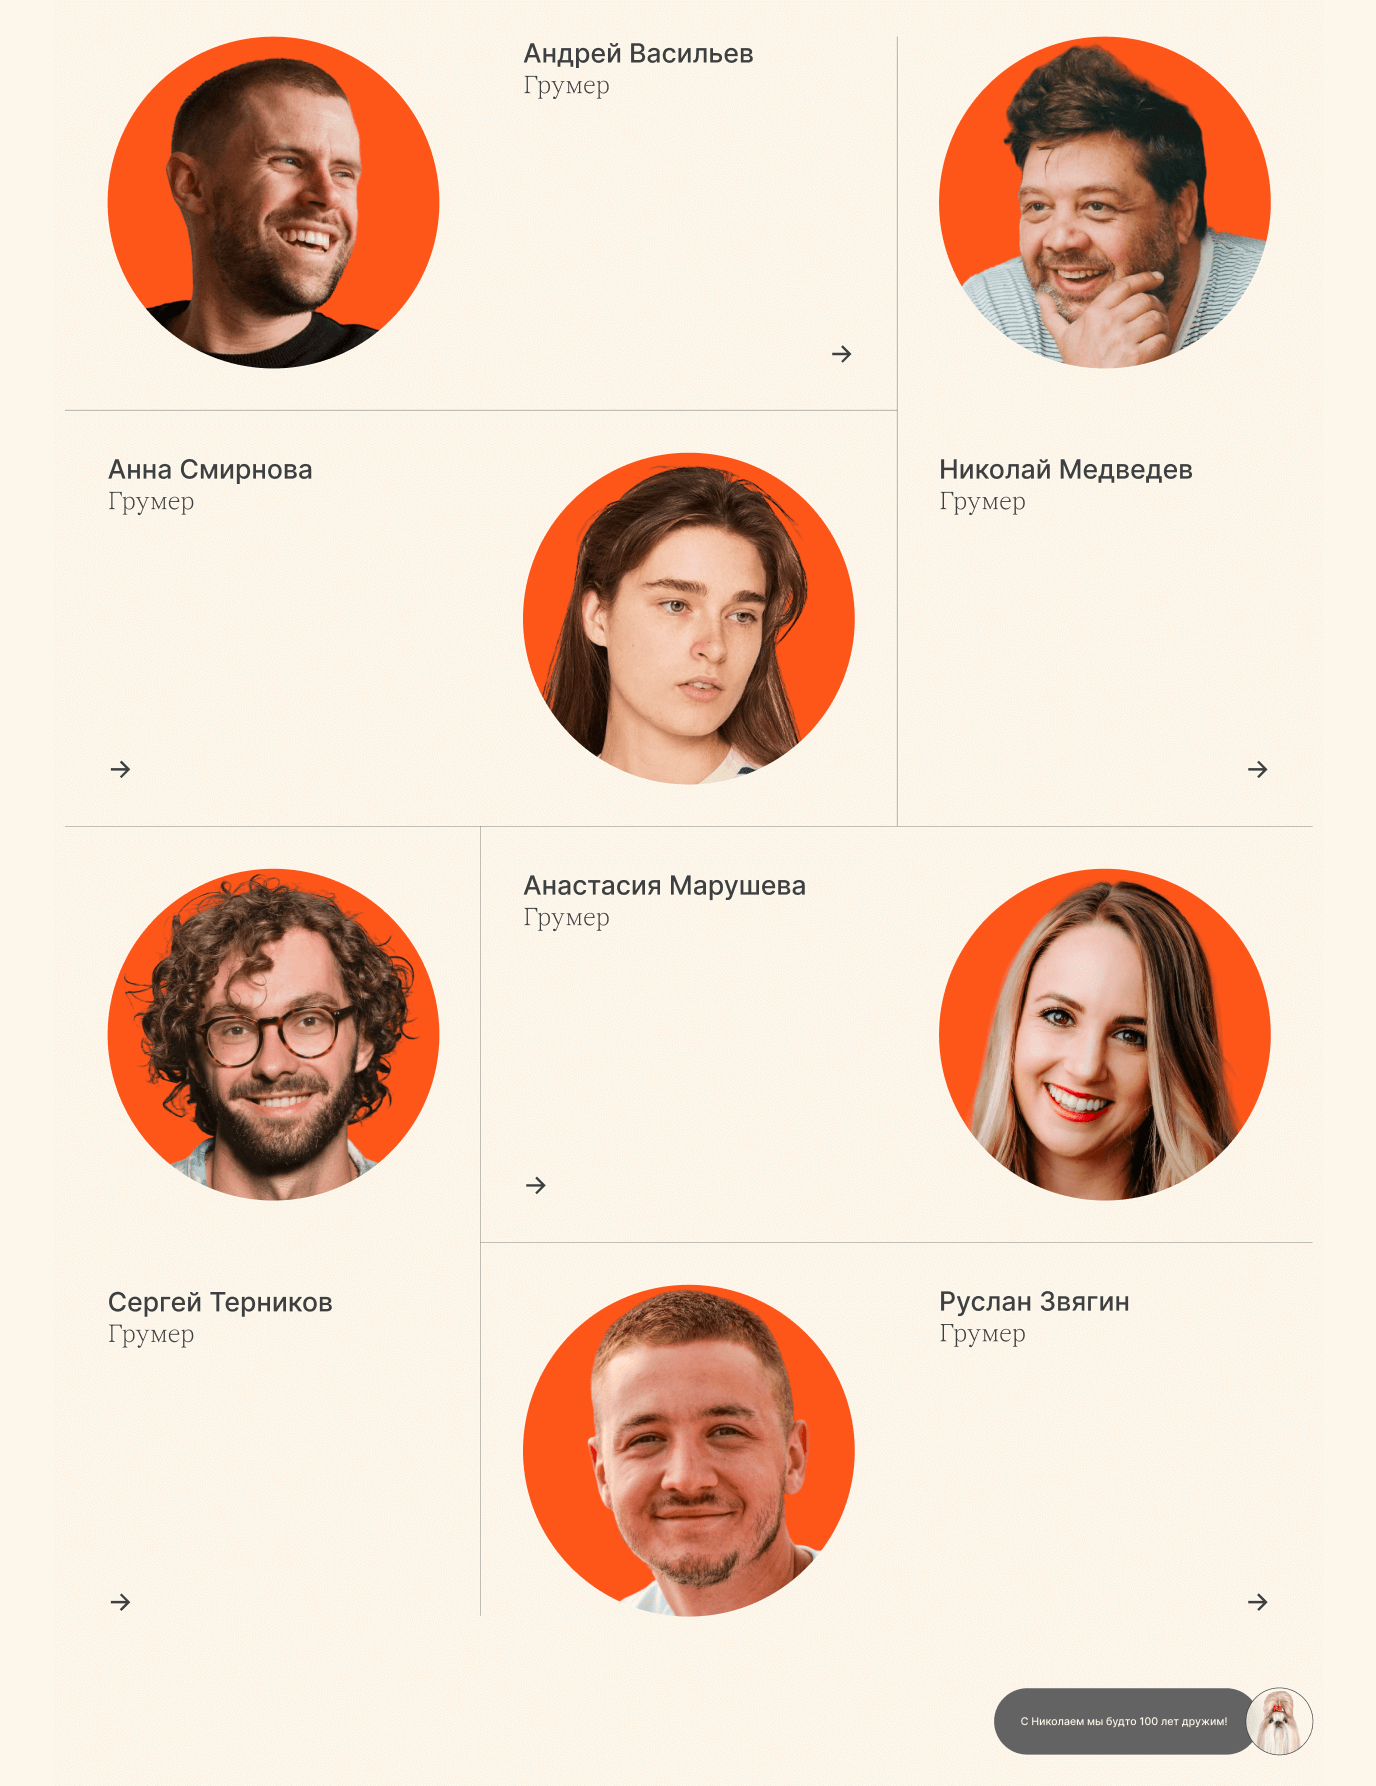 Андрей Васильев
Грумер
Анна Смирнова
Грумер
Николай Медведев
Грумер
Анастасия Марушева
Грумер
Сергей Терников
Грумер
Руслан Звягин
Грумер
С Николаем мы будто 100 лет дружим!